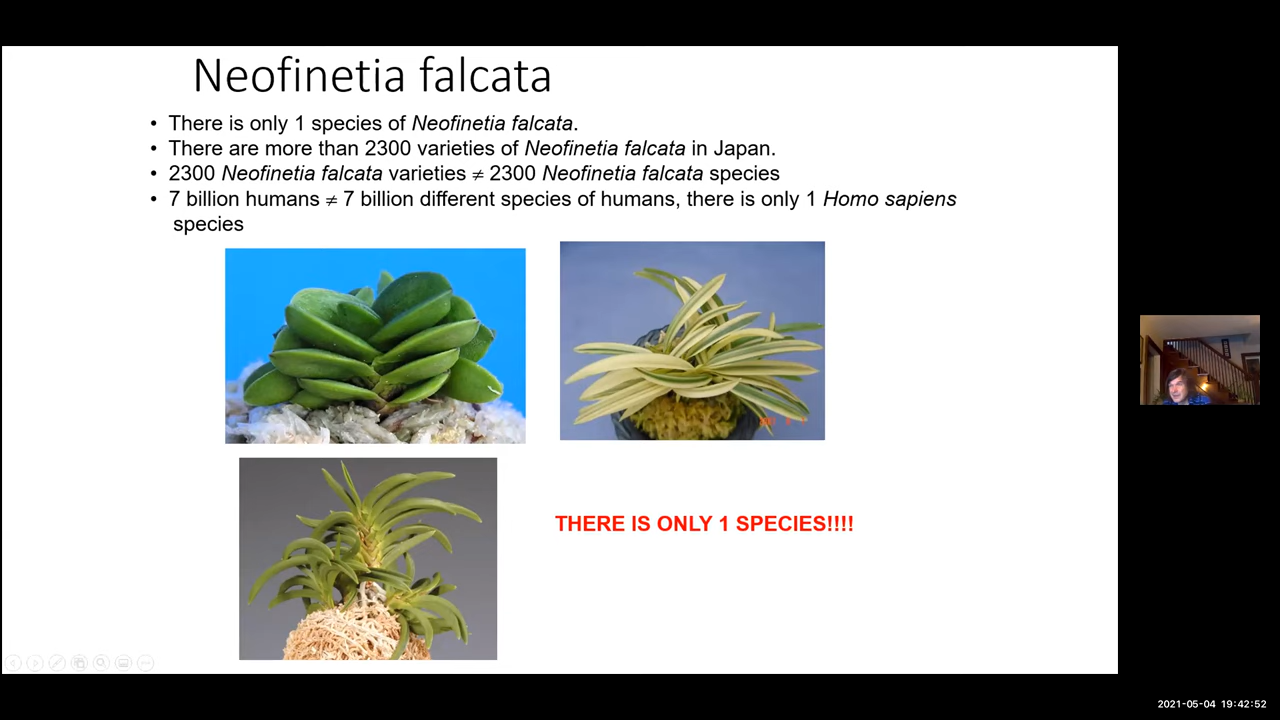 Neofinetia falcata
• There is only 1 species of Neofinetia falcata.
• There are more than 2300 varieties of Neofinetia falcata in Japan.
• 2300 Neofinetia falcata varieties ≠ 2300 Neofinetia falcata species
• 7 billion humans ≠ 7 billion different species of humans, there is only 1 Homo sapiens
species
THERE IS ONLY 1 SPECIES!!!!
2021-05-04 19:42:52